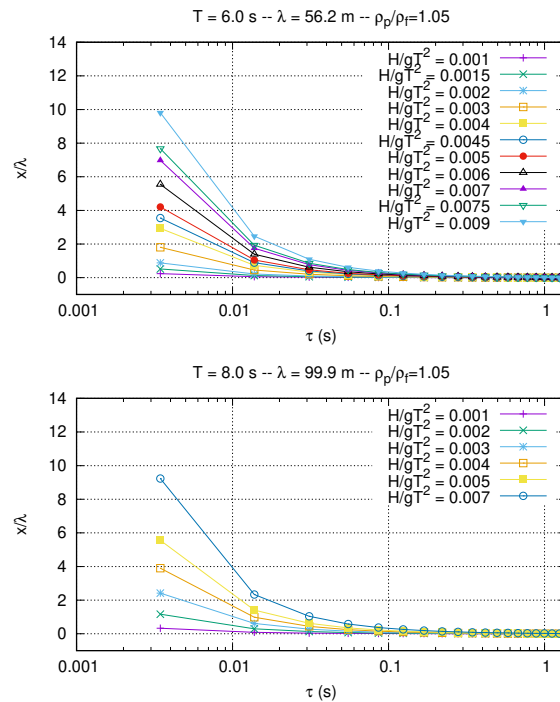 T = 6.0 s -- λ = 56.2 m -- ρp/ρf=1.05
14
12
10
8
6
4
2
0
x/λ
H/gT² = 0.001
H/gT² = 0.0015
H/gT² = 0.002
H/gT² = 0.003
H/gT² = 0.004
H/gT² = 0.0045
H/gT² = 0.005
H/gT² = 0.006
H/gT² = 0.007
H/gT² = 0.0075
H/gT² = 0.009
0.001 0.01 0.1 1
τ (s)
T = 8.0 s -- λ = 99.9 m -- ρp/ρf=1.05
14
12
10
8
6
4
2
0
x/λ
H/gT² = 0.001
H/gT² = 0.002
H/gT² = 0.003
H/gT² = 0.004
H/gT² = 0.005
H/gT² = 0.007
0.001 0.01 0.1 1
τ (s)